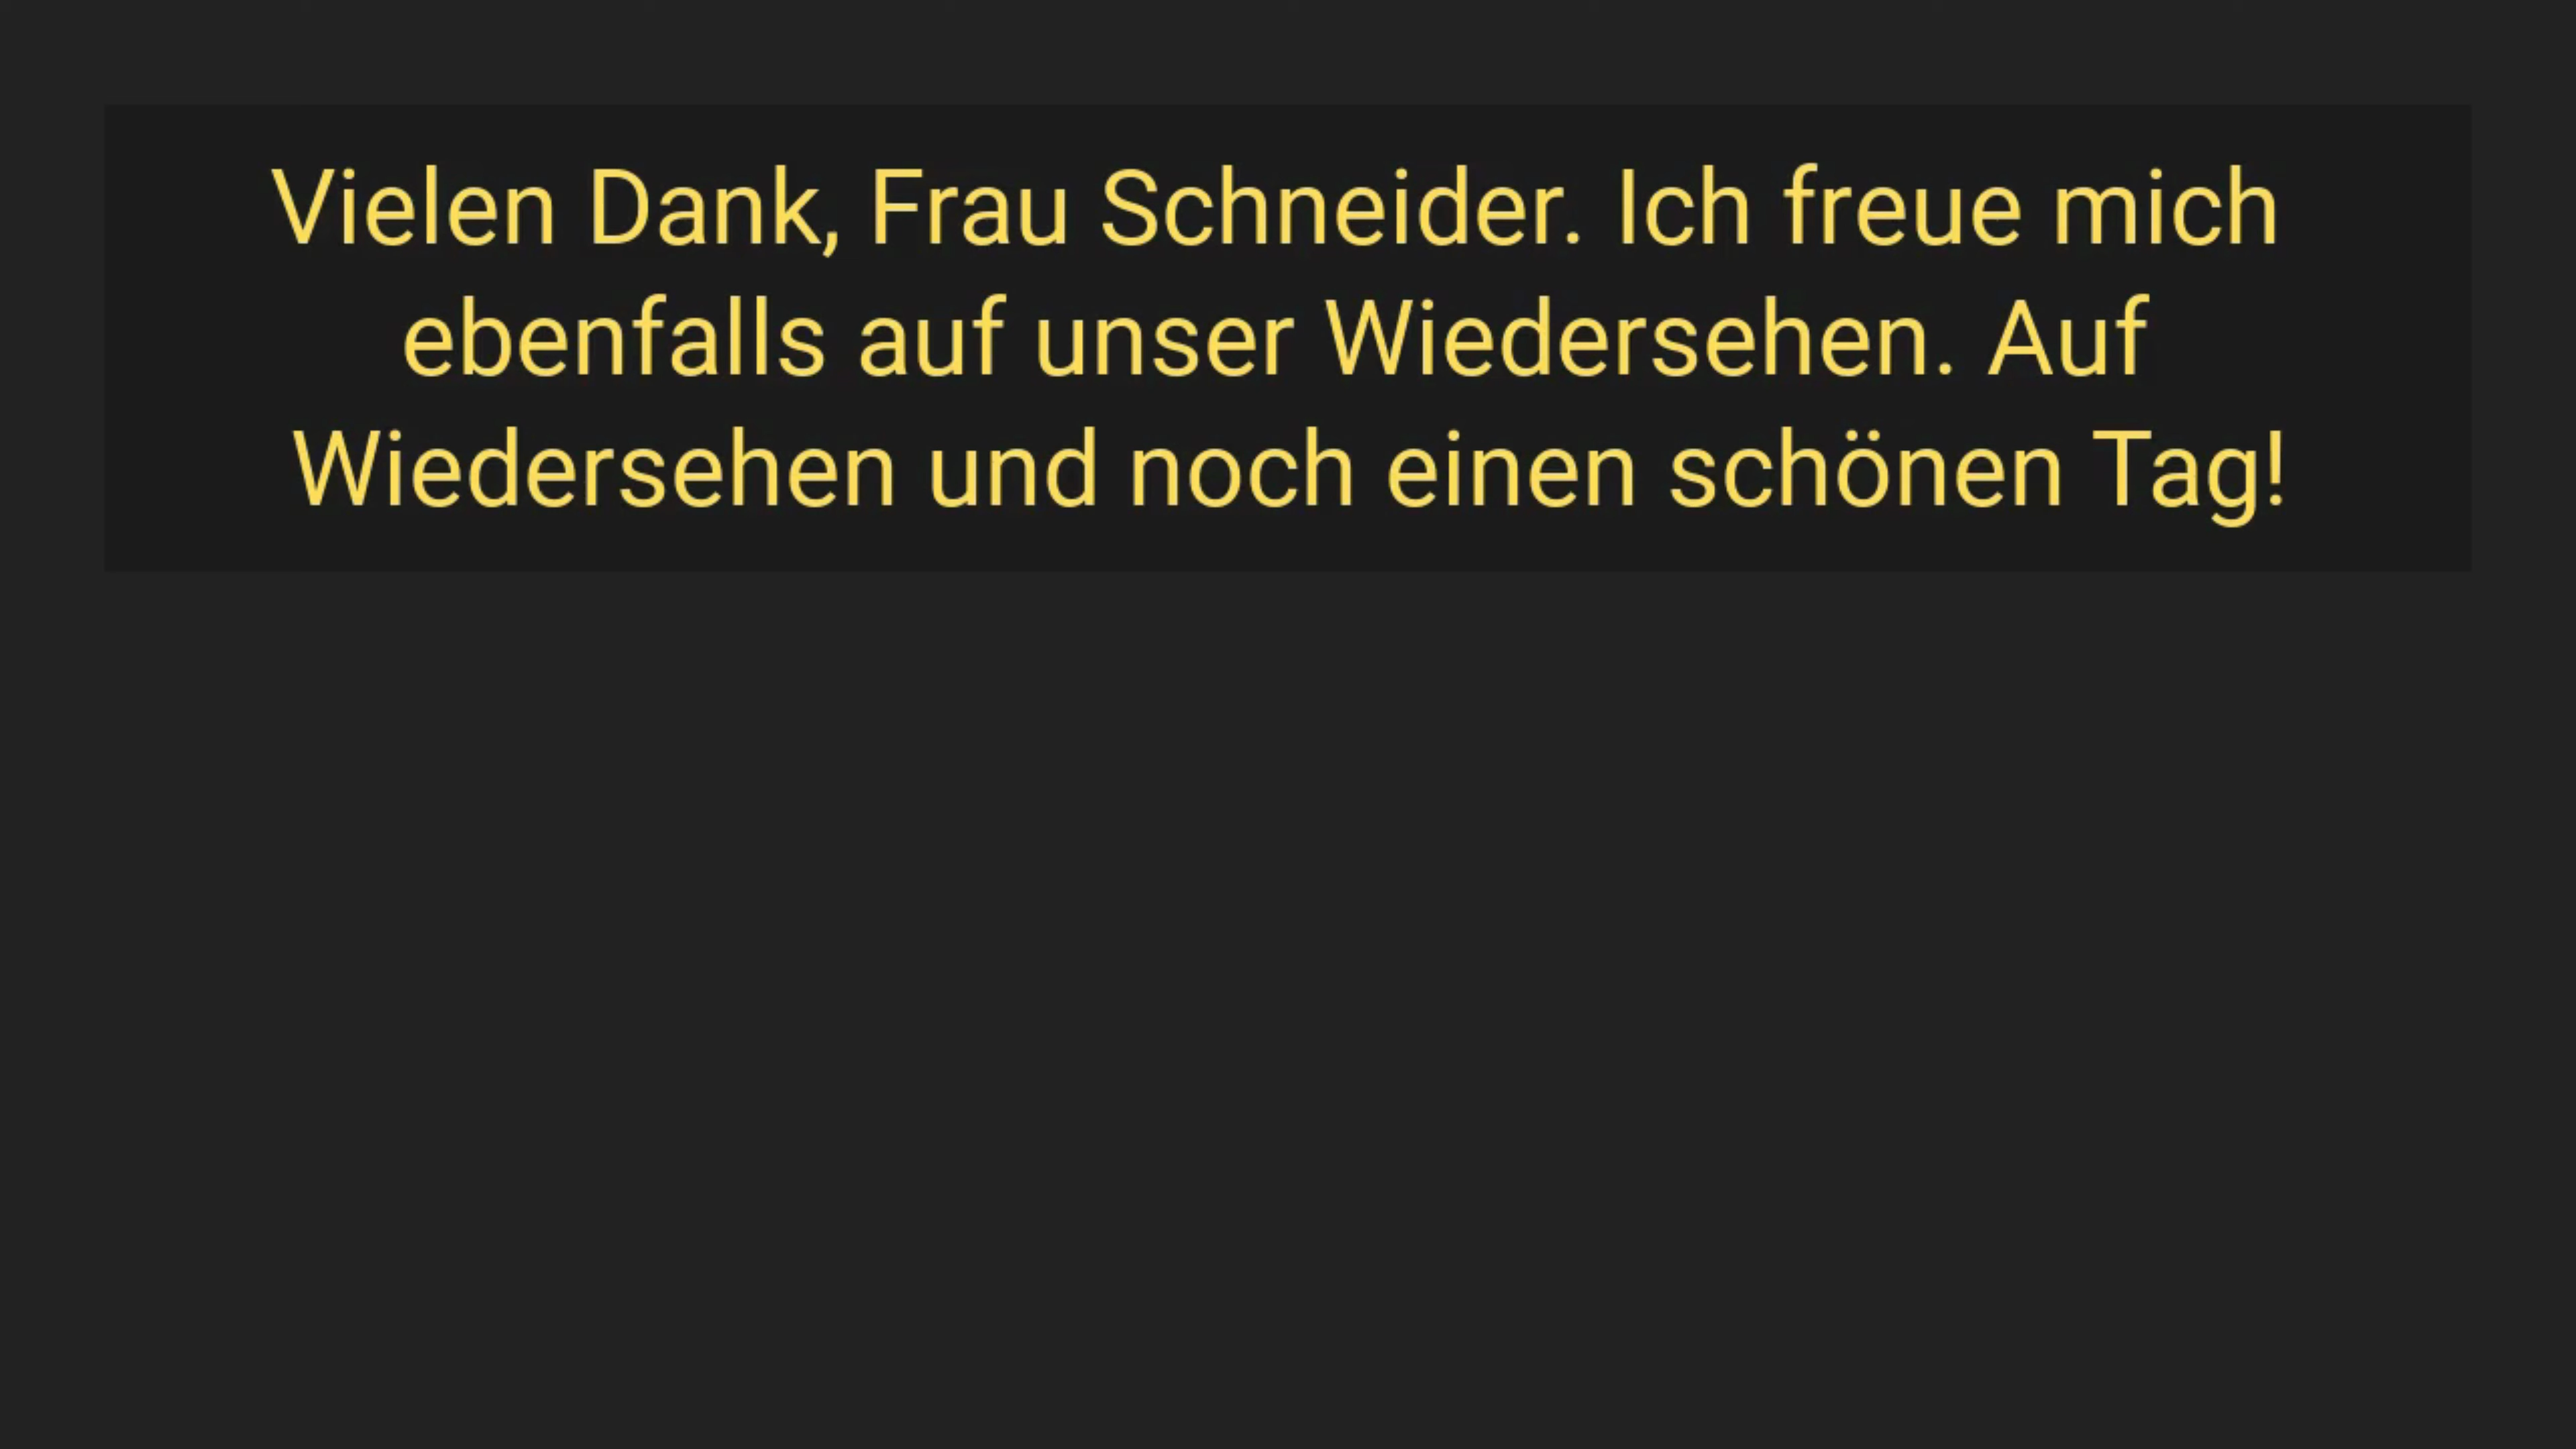 Vielen Dank, Frau Schneider. Ich freue mich
ebenfalls auf unser Wiedersehen. Auf
Wiedersehen und noch einen schönen Tag!